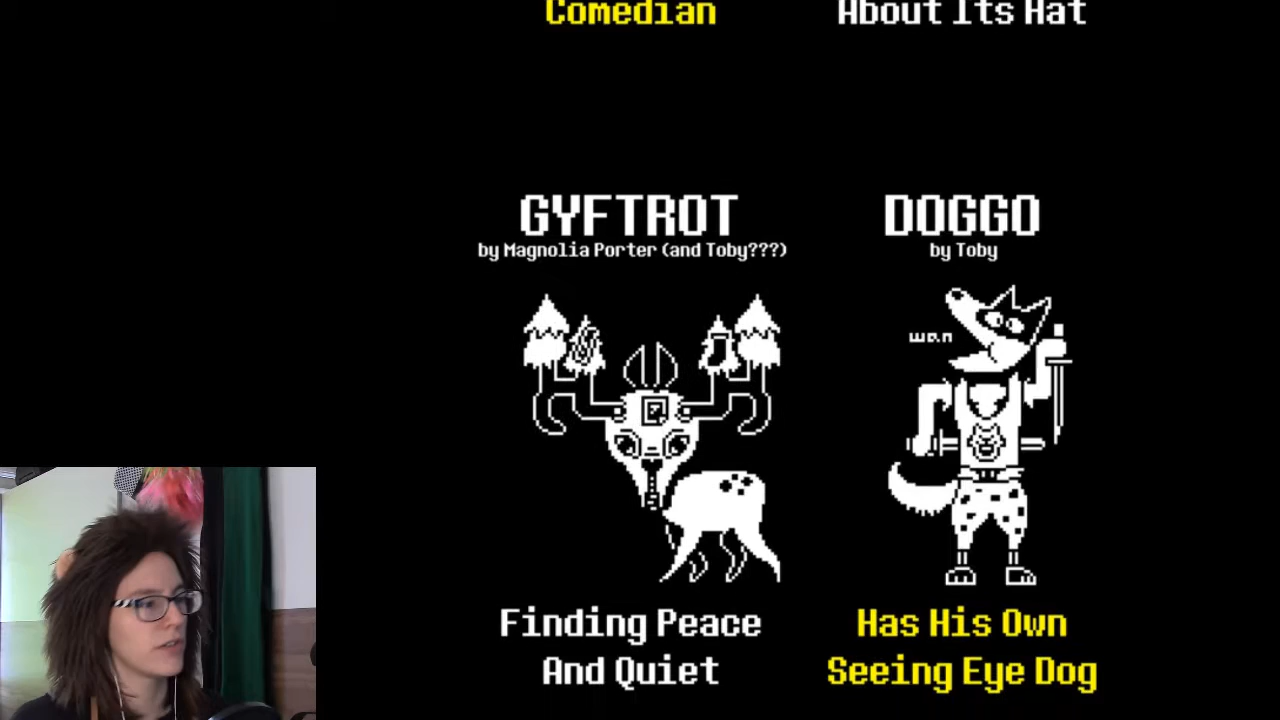 Comedian
About Its Hat
GYFTROT
by Magnolia Porter (and Toby???)
DOGGO
by Toby
wan
Finding Peace
And Quiet
Has His Own
Seeing Eye Dog